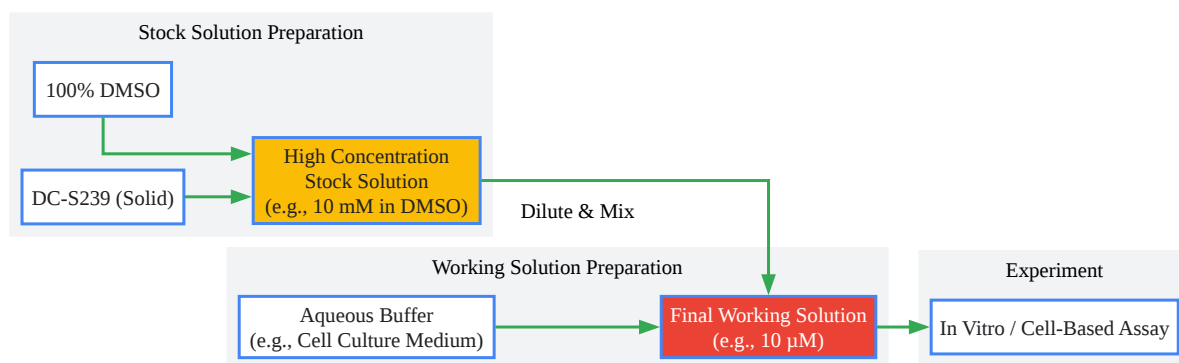 Stock Solution Preparation
100% DMSO
DC-S239 (Solid)
High Concentration
Stock Solution
(e.g., 10 mM in DMSO)
Dilute & Mix
Working Solution Preparation
Aqueous Buffer
(e.g., Cell Culture Medium)
Final Working Solution
(e.g., 10 µM)
Experiment
In Vitro / Cell-Based Assay